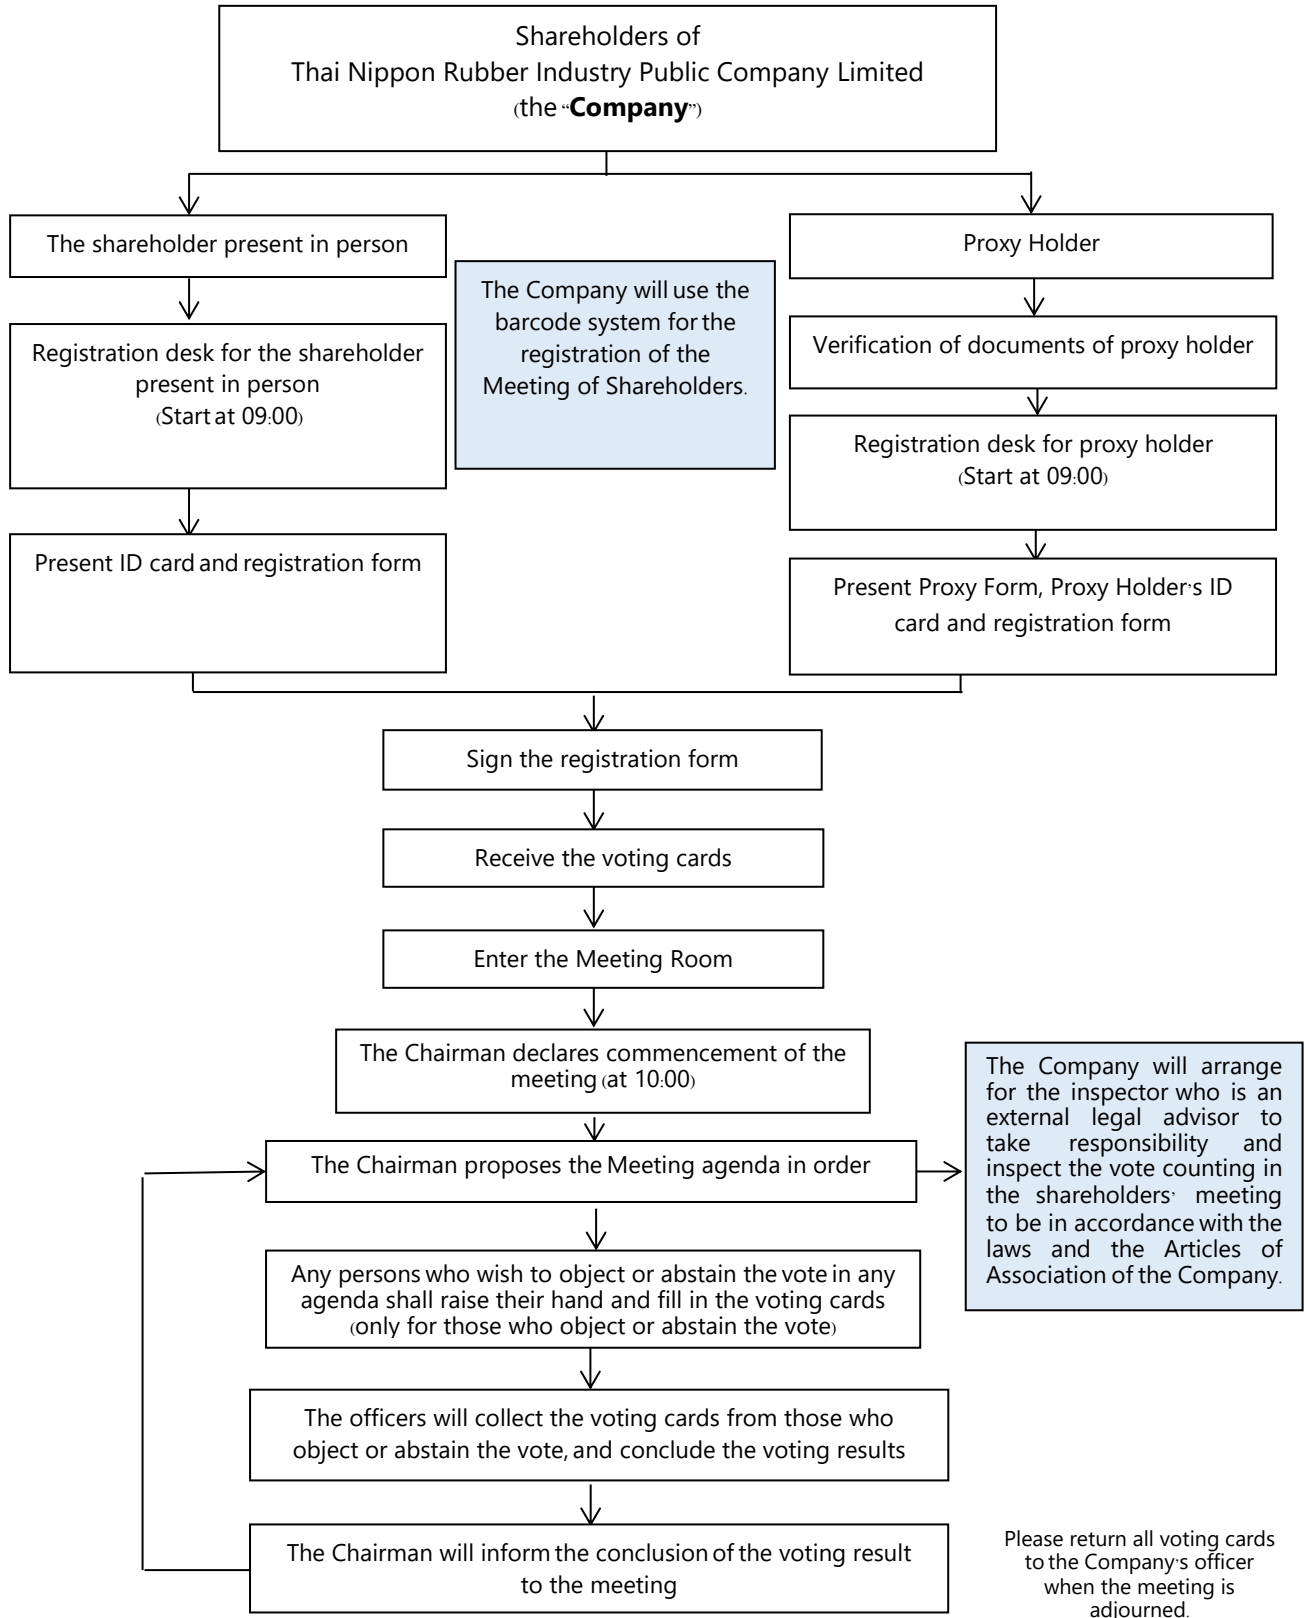 Shareholders of
Thai Nippon Rubber Industry Public Company Limited
(the “Company”)
The shareholder present in person
Proxy Holder
The Company will use the
barcode system for the
registration of the
Meeting of Shareholders.
Registration desk for the shareholder
present in person
(Start at 09:00)
Verification of documents of proxy holder
Registration desk for proxy holder
(Start at 09:00)
Present ID card and registration form
Present Proxy Form, Proxy Holder's ID
card and registration form
Sign the registration form
Receive the voting cards
Enter the Meeting Room
The Chairman declares commencement of the
meeting (at 10:00)
The Chairman proposes the Meeting agenda in order
The Company will arrange
for the inspector who is an
external legal advisor to
take responsibility and
inspect the vote counting in
the shareholders' meeting
to be in accordance with the
laws and the Articles of
Association of the Company.
Any persons who wish to object or abstain the vote in any
agenda shall raise their hand and fill in the voting cards
(only for those who object or abstain the vote)
The officers will collect the voting cards from those who
object or abstain the vote, and conclude the voting results
The Chairman will inform the conclusion of the voting result
to the meeting
Please return all voting cards
to the Company's officer
when the meeting is
adjourned.